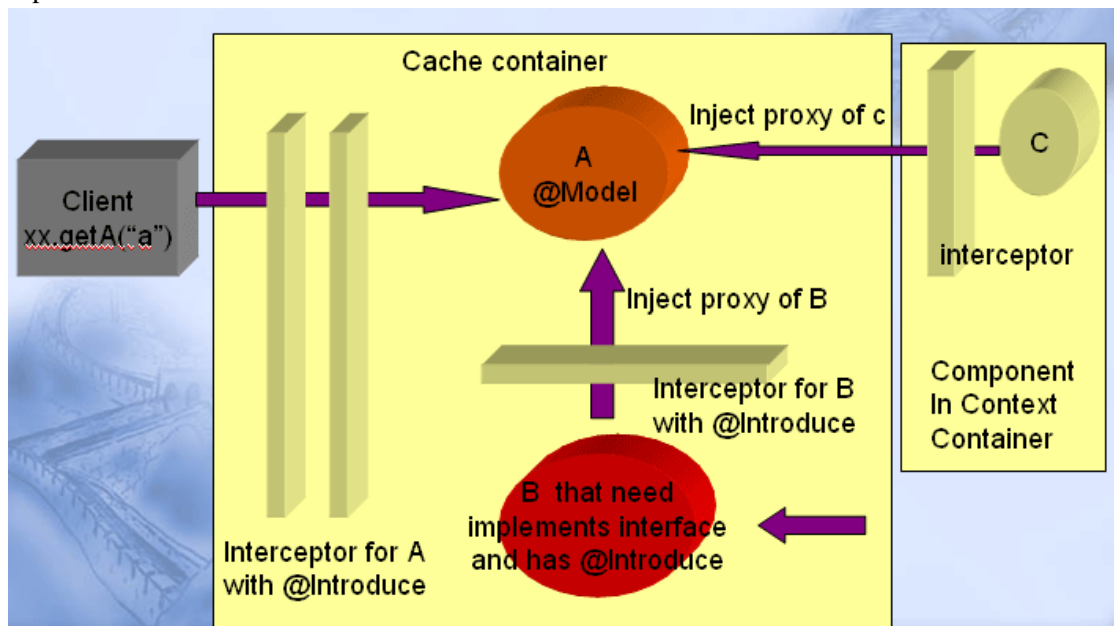 Cache container
Client
xx.getA("a")
A
@Model
Inject proxy of c
C
interceptor
Inject proxy of B
Interceptor for B
with @Introduce
Component
In Context
Container
B that need
implements interface
and has @Introduce
Interceptor for A
with @Introduce